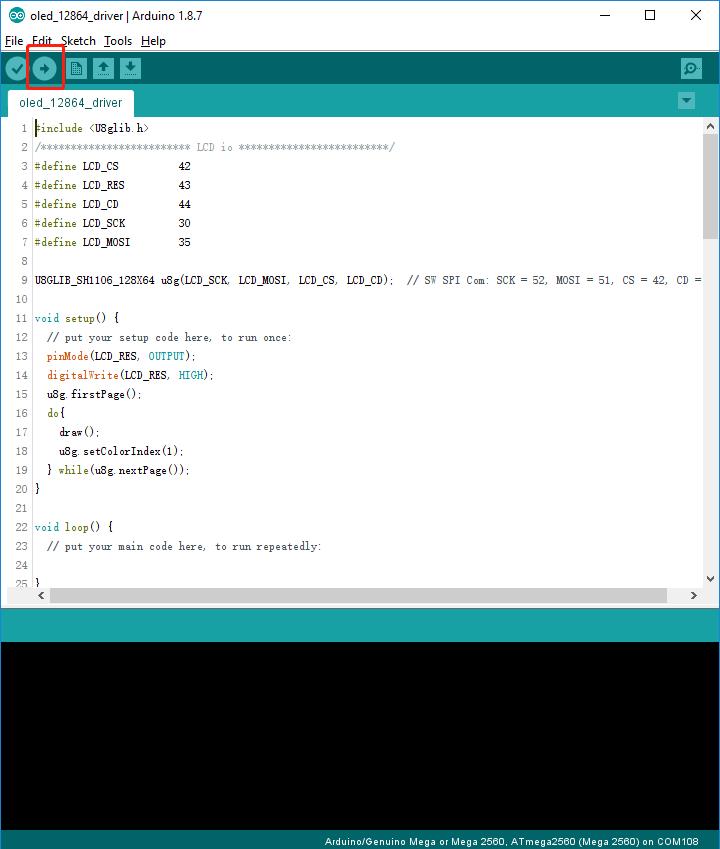 oled_12864_driver | Arduino 1.8.7
File Edit Sketch Tools Help
oled_12864_driver
1 #include <U8glib.h>
2 /************************* LCD io *************************/
3 #define LCD_CS 42
4 #define LCD_RES 43
5 #define LCD_CD 44
6 #define LCD_SCK 30
7 #define LCD_MOSI 35
8
9 U8GLIB_SH1106_128X64 u8g(LCD_SCK, LCD_MOSI, LCD_CS, LCD_CD); // SW SPI Com: SCK = 52, MOSI = 51, CS = 42, CD =
10
11 void setup() {
12 // put your setup code here, to run once:
13 pinMode(LCD_RES, OUTPUT);
14 digitalWrite(LCD_RES, HIGH);
15 u8g.firstPage();
16 do{
17 draw();
18 u8g.setColorIndex(1);
19 } while(u8g.nextPage());
20 }
21
22 void loop() {
23 // put your main code here, to run repeatedly:
24
25 }
Arduino/Genuino Mega or Mega 2560, ATmega2560 (Mega 2560) on COM108